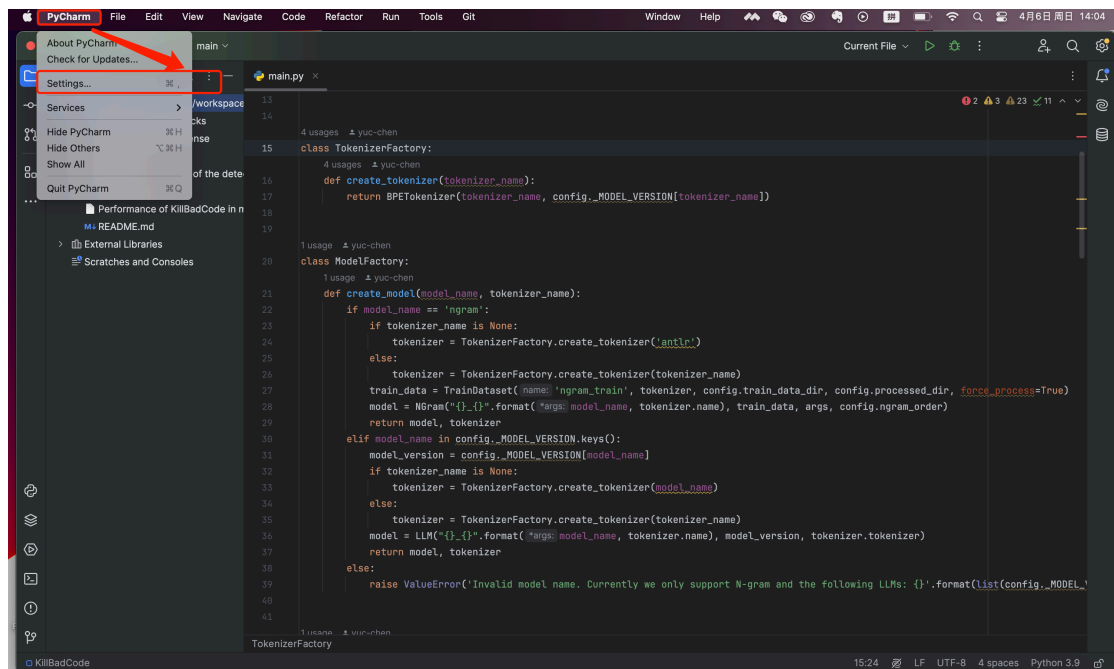 PyCharm File Edit View Navigate Code Refactor Run Tools Git Window Help 拼 4月6日 周日 14:04
About PyCharm
Check for Updates...
Settings... ⌘ ,
Services >
Hide PyCharm ⌘H
Hide Others ⌥⌘H
Show All
Quit PyCharm ⌘Q
main
Current File
/workspace
cks
nse
of the dete
Performance of KillBadCode in n
README.md
External Libraries
Scratches and Consoles
main.py ×
2 3 23 11
13
14
4 usages yuc-chen
15 class TokenizerFactory:
4 usages yuc-chen
16 def create_tokenizer(tokenizer_name):
17 return BPETokenizer(tokenizer_name, config._MODEL_VERSION[tokenizer_name])
18
19
1 usage yuc-chen
20 class ModelFactory:
1 usage yuc-chen
21 def create_model(model_name, tokenizer_name):
22 if model_name == 'ngram':
23 if tokenizer_name is None:
24 tokenizer = TokenizerFactory.create_tokenizer('antlr')
25 else:
26 tokenizer = TokenizerFactory.create_tokenizer(tokenizer_name)
27 train_data = TrainDataset( name: 'ngram_train', tokenizer, config.train_data_dir, config.processed_dir, force_process=True)
28 model = NGram("{}_{}".format( *args: model_name, tokenizer.name), train_data, args, config.ngram_order)
29 return model, tokenizer
30 elif model_name in config._MODEL_VERSION.keys():
31 model_version = config._MODEL_VERSION[model_name]
32 if tokenizer_name is None:
33 tokenizer = TokenizerFactory.create_tokenizer(model_name)
34 else:
35 tokenizer = TokenizerFactory.create_tokenizer(tokenizer_name)
36 model = LLM("{}_{}".format( *args: model_name, tokenizer.name), model_version, tokenizer.tokenizer)
37 return model, tokenizer
38 else:
39 raise ValueError('Invalid model name. Currently we only support N-gram and the following LLMs: {}'.format(list(config._MODEL_
40
41
1 usage yuc-chen
TokenizerFactory
KillBadCode 15:24 LF UTF-8 4 spaces Python 3.9